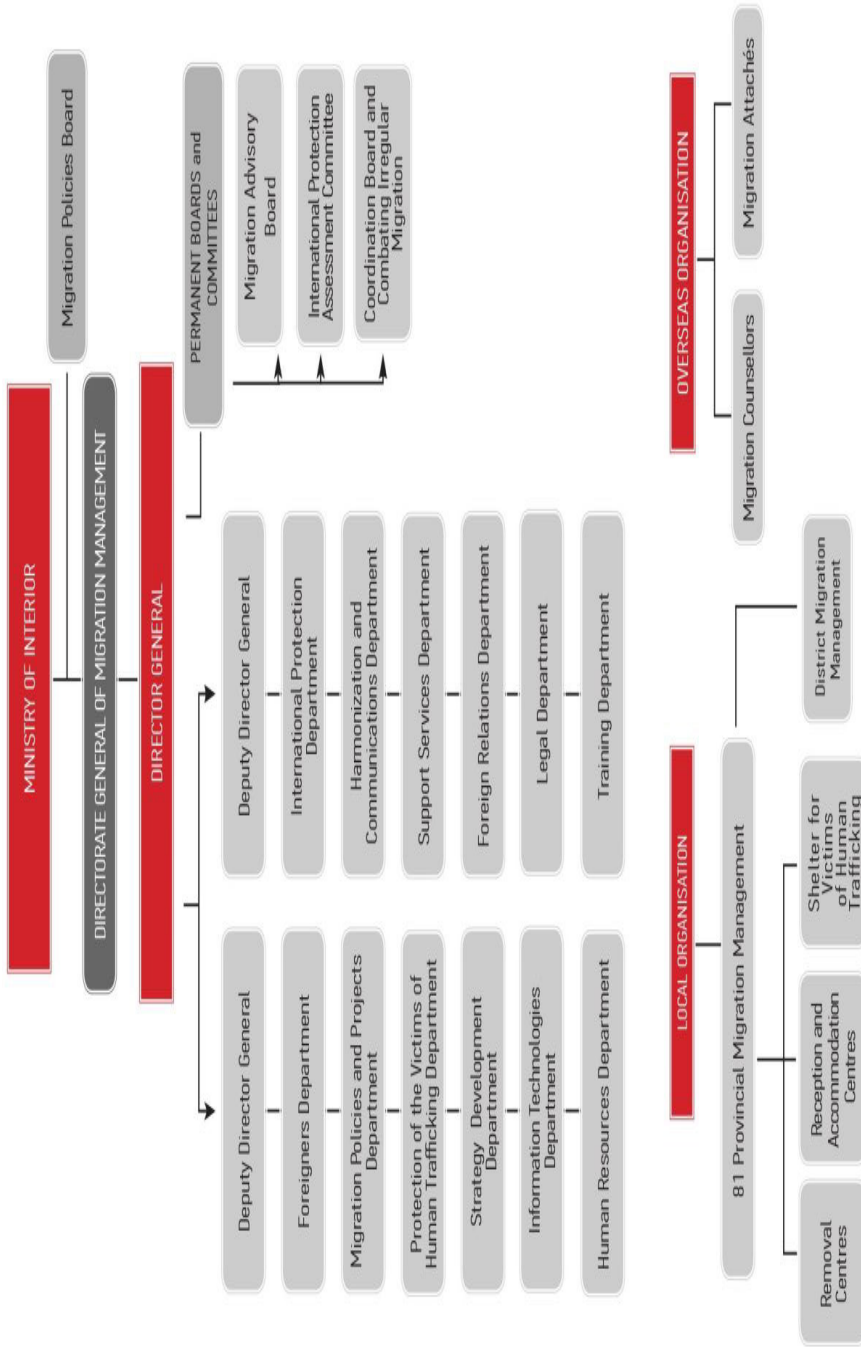 MINISTRY OF INTERIOR
Migration Policies Board
DIRECTORATE GENERAL OF MIGRATION MANAGEMENT
DIRECTOR GENERAL
PERMANENT BOARDS and
COMMITTEES
Migration Advisory
Board
International Protection
Assessment Committee
Coordination Board and
Combating Irregular
Migration
Deputy Director General
Foreigners Department
Migration Policies and Projects
Department
Protection of the Victims of
Human Trafficking Department
Strategy Development
Department
Information Technologies
Department
Human Resources Department
Deputy Director General
International Protection
Department
Harmonization and
Communications Department
Support Services Department
Foreign Relations Department
Legal Department
Training Department
LOCAL ORGANISATION
81 Provincial Migration Management
Removal
Centres
Reception and
Accommodation
Centres
Shelter for
Victims
of Human
Trafficking
District Migration
Management
OVERSEAS ORGANISATION
Migration Counsellors
Migration Attachés